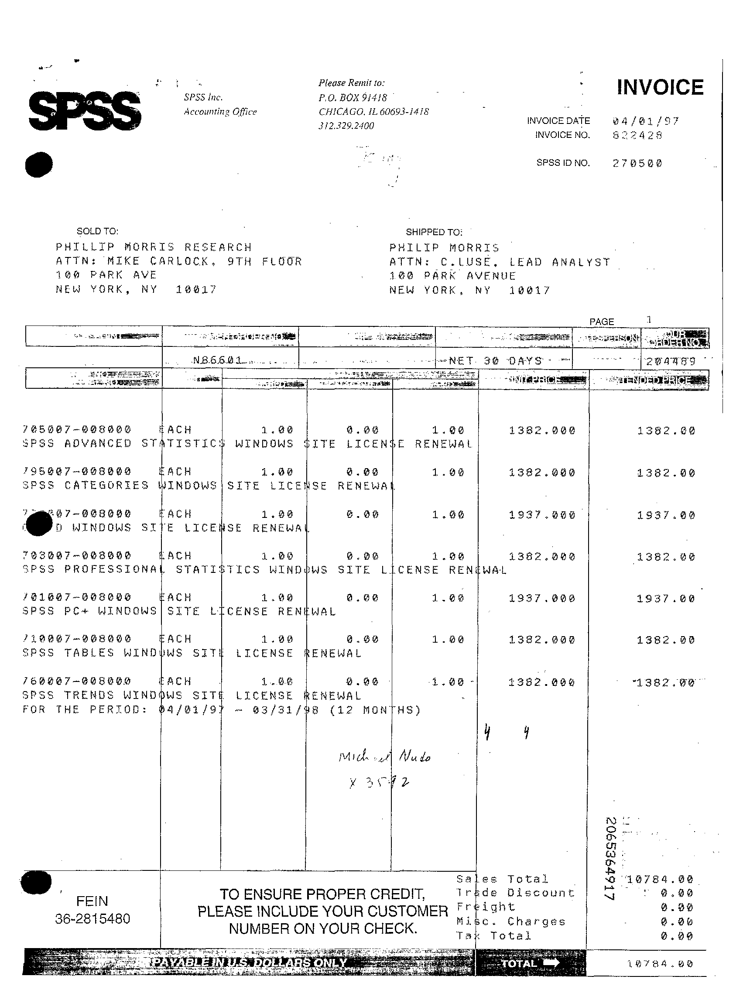 SPSS
SPSS Inc.
Accounting Office
Please Remit to:
P.O. BOX 91418
CHICAGO, IL 60693-1418
312.329.2400
INVOICE
INVOICE DATE 04/01/97
INVOICE NO. 822428
SPSS ID NO. 270500
SOLD TO:
PHILLIP MORRIS RESEARCH
ATTN: MIKE CARLOCK, 9TH FLOOR
100 PARK AVE
NEW YORK, NY 10017
SHIPPED TO:
PHILIP MORRIS
ATTN: C.LUSE, LEAD ANALYST
100 PARK AVENUE
NEW YORK, NY 10017
PAGE 1
OUR ORDER NO.
N86601 NET 30 DAYS 204489
UNIT PRICE EXTENDED PRICE
705007-008000 EACH 1.00 0.00 1.00 1382.000 1382.00
SPSS ADVANCED STATISTICS WINDOWS SITE LICENSE RENEWAL
795007-008000 EACH 1.00 0.00 1.00 1382.000 1382.00
SPSS CATEGORIES WINDOWS SITE LICENSE RENEWAL
07-008000 EACH 1.00 0.00 1.00 1937.000 1937.00
D WINDOWS SITE LICENSE RENEWAL
703007-008000 EACH 1.00 0.00 1.00 1382.000 1382.00
SPSS PROFESSIONAL STATISTICS WINDOWS SITE LICENSE RENEWAL
701007-008000 EACH 1.00 0.00 1.00 1937.000 1937.00
SPSS PC+ WINDOWS SITE LICENSE RENEWAL
710007-008000 EACH 1.00 0.00 1.00 1382.000 1382.00
SPSS TABLES WINDOWS SITE LICENSE RENEWAL
760007-008000 EACH 1.00 0.00 1.00 1382.000 1382.00
SPSS TRENDS WINDOWS SITE LICENSE RENEWAL
FOR THE PERIOD: 04/01/97 - 03/31/98 (12 MONTHS)
4 4
Michael Nudo
X 3592
2065364917
FEIN
36-2815480
TO ENSURE PROPER CREDIT,
PLEASE INCLUDE YOUR CUSTOMER
NUMBER ON YOUR CHECK.
Sales Total 10784.00
Trade Discount 0.00
Freight 0.00
Misc. Charges 0.00
Tax Total 0.00
PAYABLE IN U.S. DOLLARS ONLY
TOTAL 10784.00